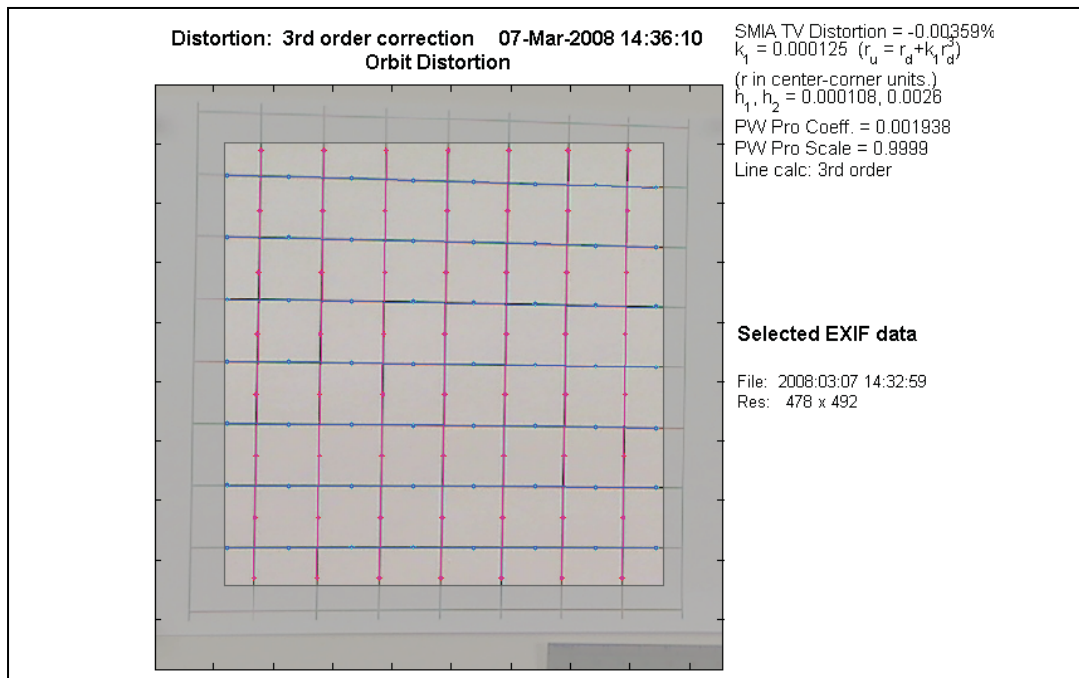 Distortion: 3rd order correction 07-Mar-2008 14:36:10
Orbit Distortion
SMIA TV Distortion = -0.00359%
k₁ = 0.000125 (rᵤ = r_d+k₁r_d³)
(r in center-corner units.)
h₁, h₂ = 0.000108, 0.0026
PW Pro Coeff. = 0.001938
PW Pro Scale = 0.9999
Line calc: 3rd order
Selected EXIF data
File: 2008:03:07 14:32:59
Res: 478 x 492